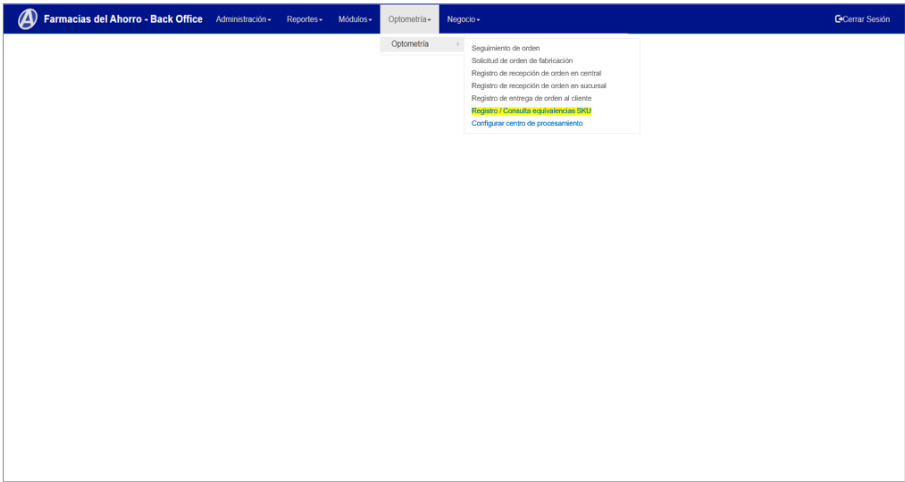 Farmacias del Ahorro - Back Office Administración Reportes Módulos Optometría Negocio Cerrar Sesión
Optometría
Seguimiento de orden
Solicitud de orden de fabricación
Registro de recepción de orden en central
Registro de recepción de orden en sucursal
Registro de entrega de orden al cliente
Registro / Consulta equivalencias SKU
Configurar centro de procesamiento